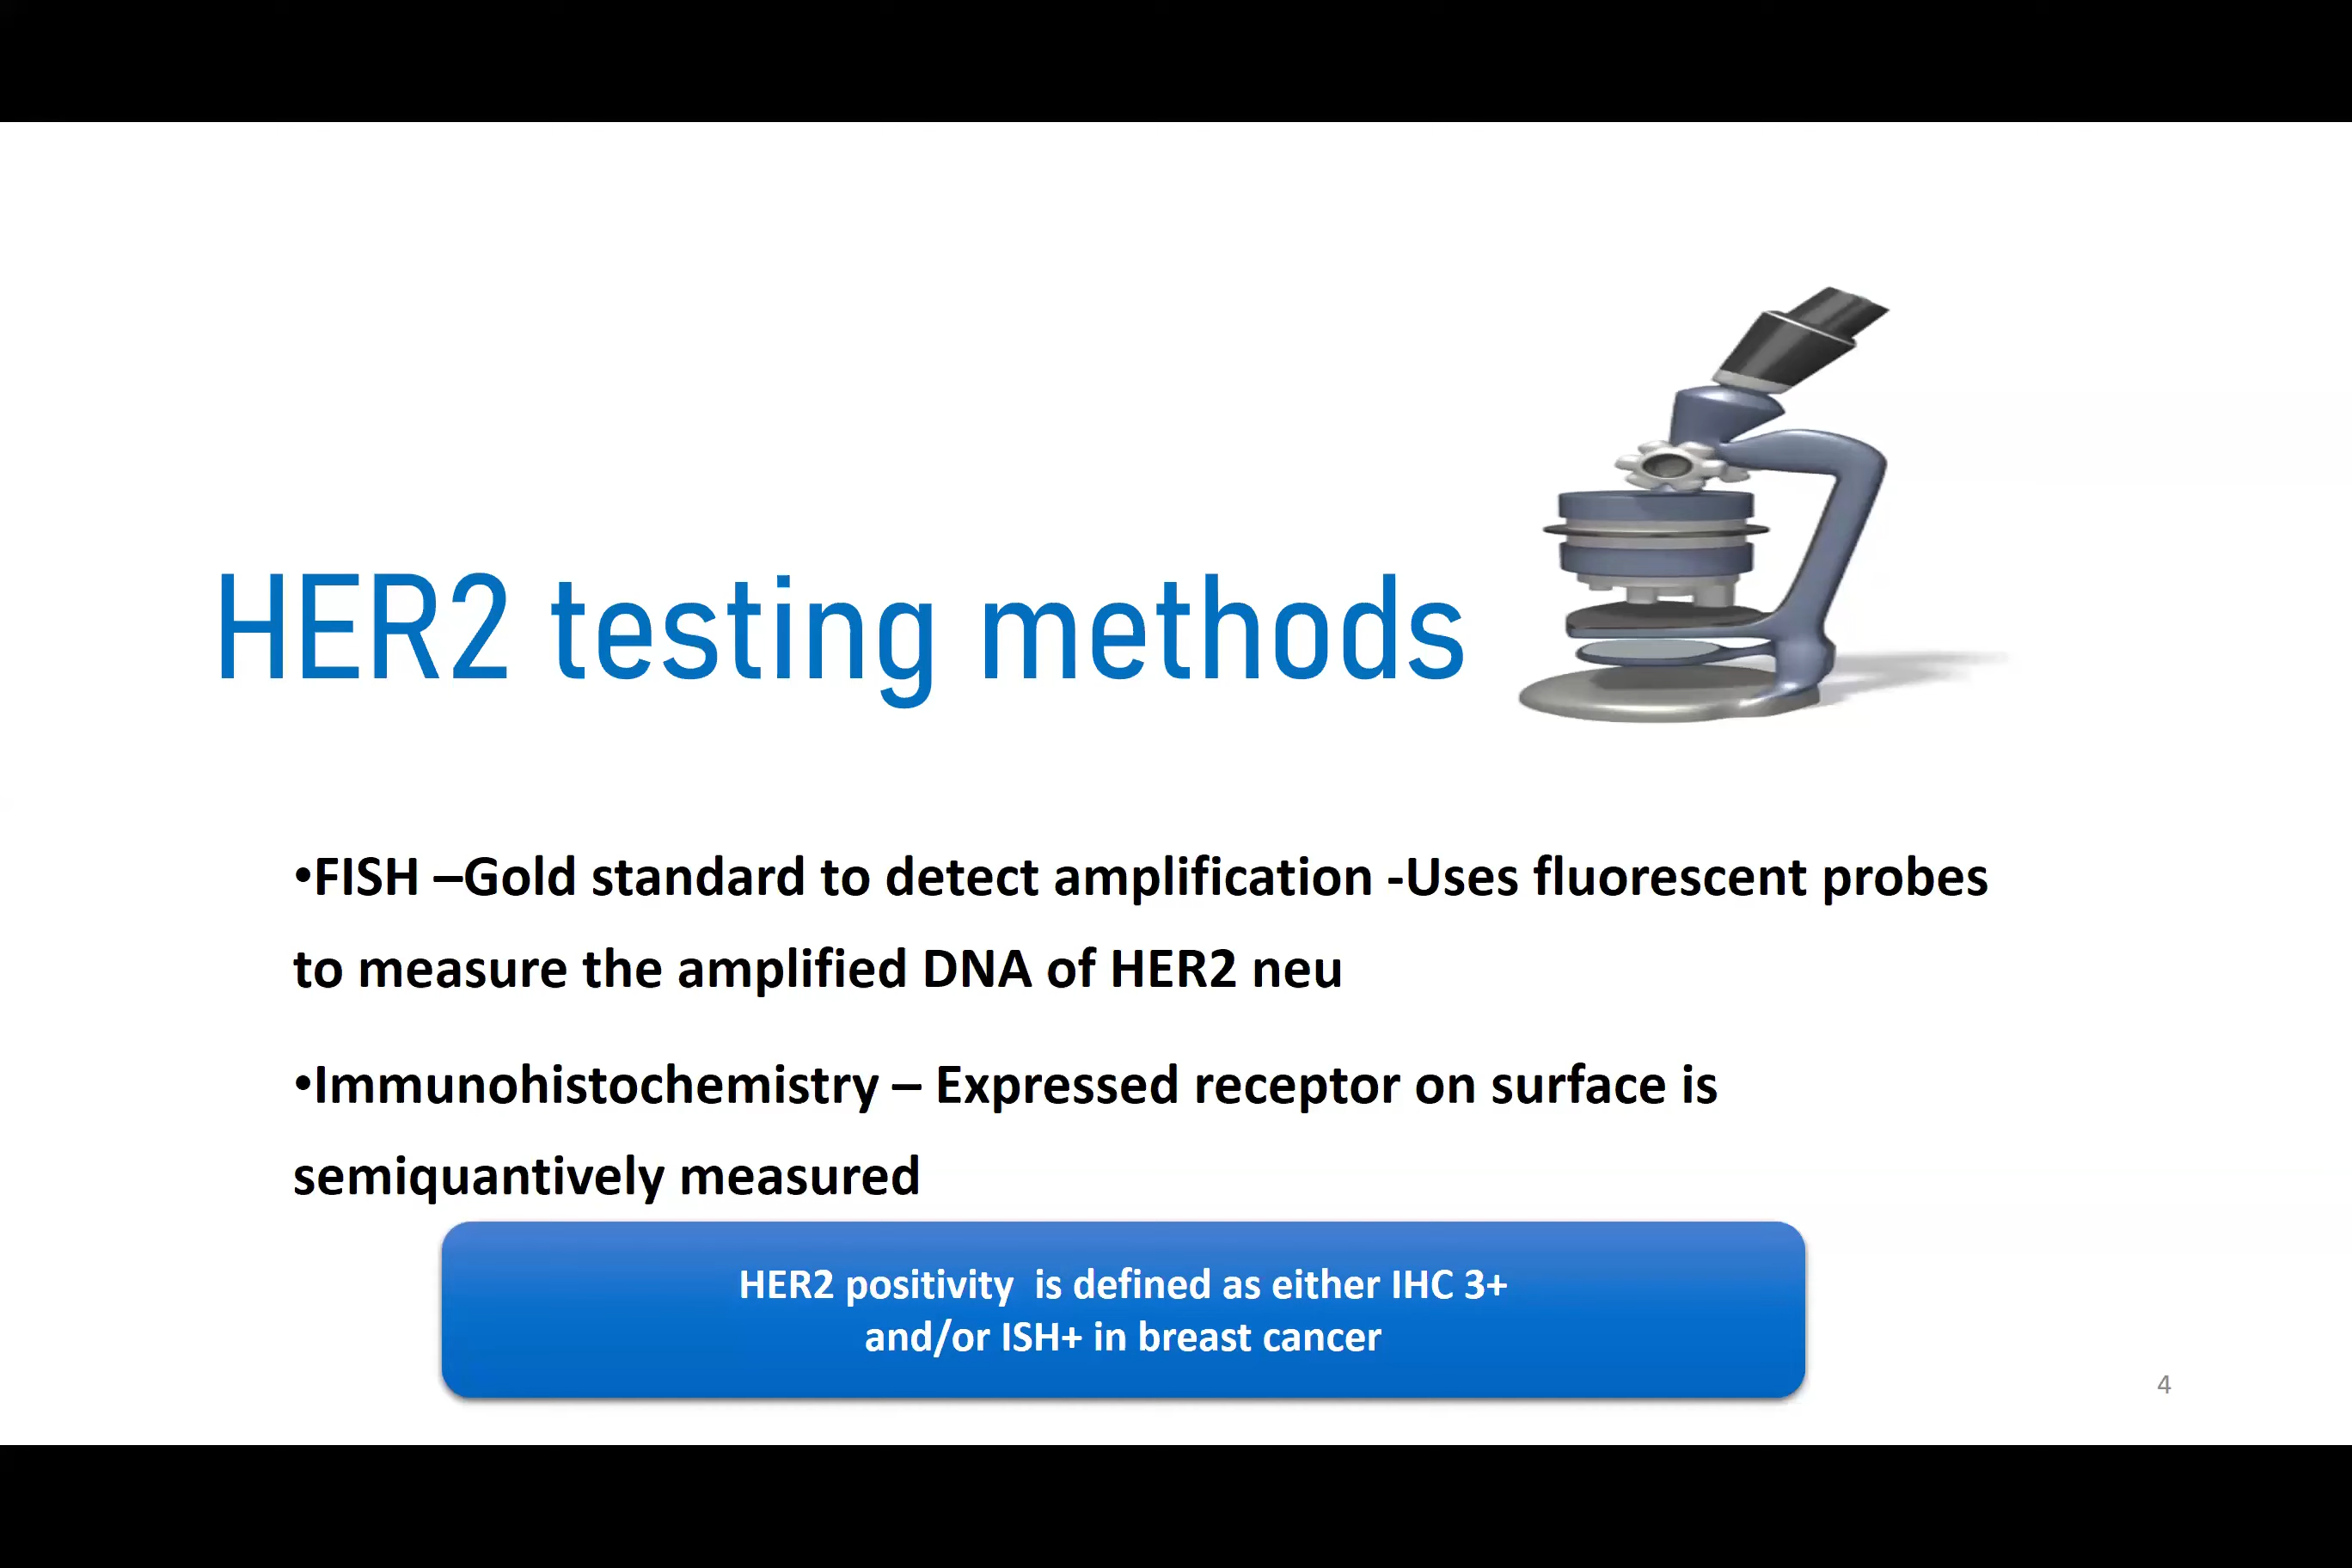 HER2 testing methods
•FISH –Gold standard to detect amplification -Uses fluorescent probes
to measure the amplified DNA of HER2 neu
•Immunohistochemistry – Expressed receptor on surface is
semiquantively measured
HER2 positivity  is defined as either IHC 3+
and/or ISH+ in breast cancer
4